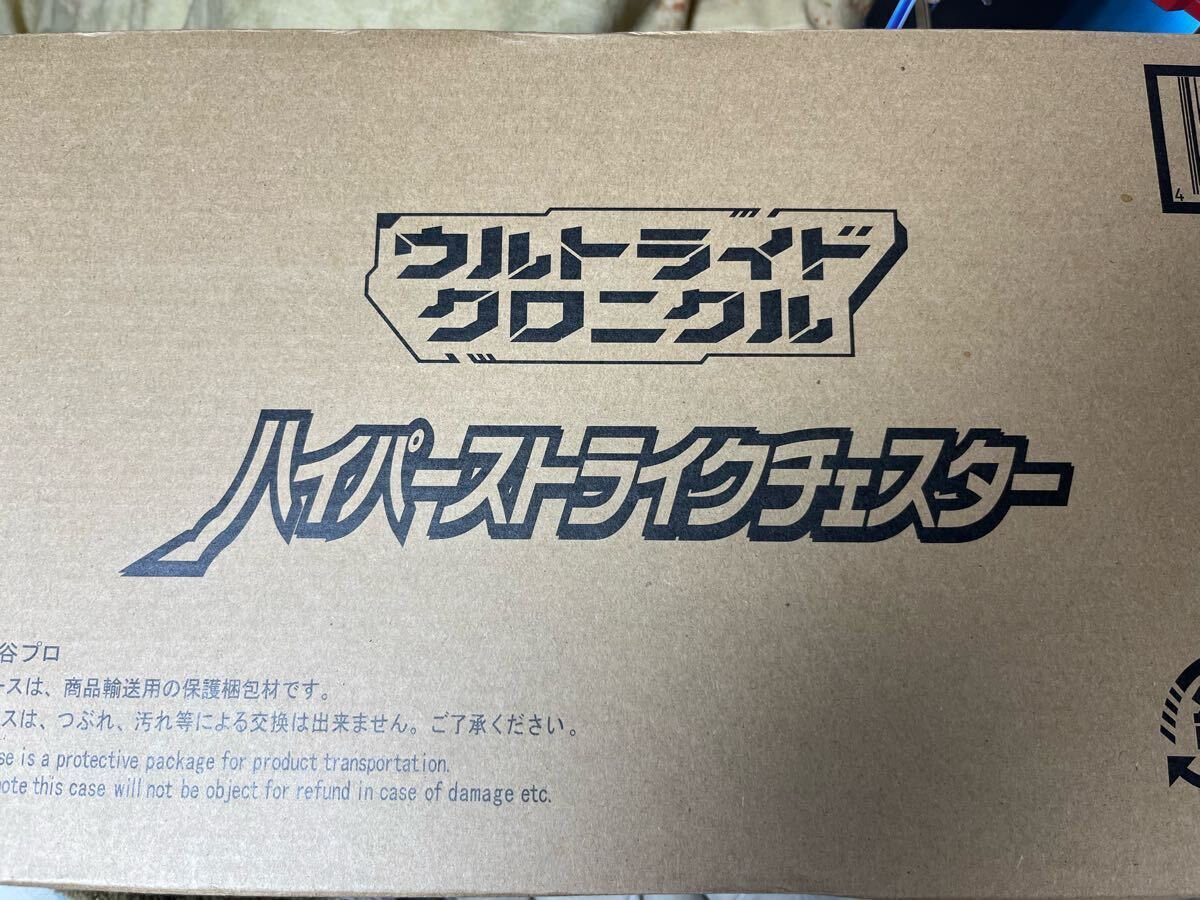 ウルトライド
クロニクル
ハイパーストライクチェスター
谷プロ
ースは、商品輸送用の保護梱包材です。
スは、つぶれ、汚れ等による交換は出来ません。ご了承ください。
se is a protective package for product transportation.
note this case will not be object for refund in case of damage etc.
4